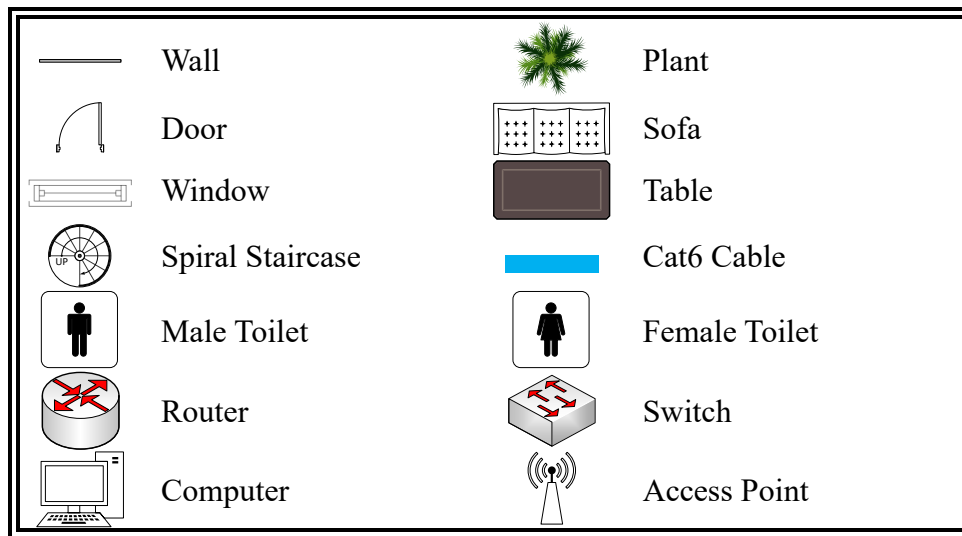 Wall Plant
Door Sofa
Window Table
UP
Spiral Staircase Cat6 Cable
Male Toilet Female Toilet
Router Switch
Computer Access Point